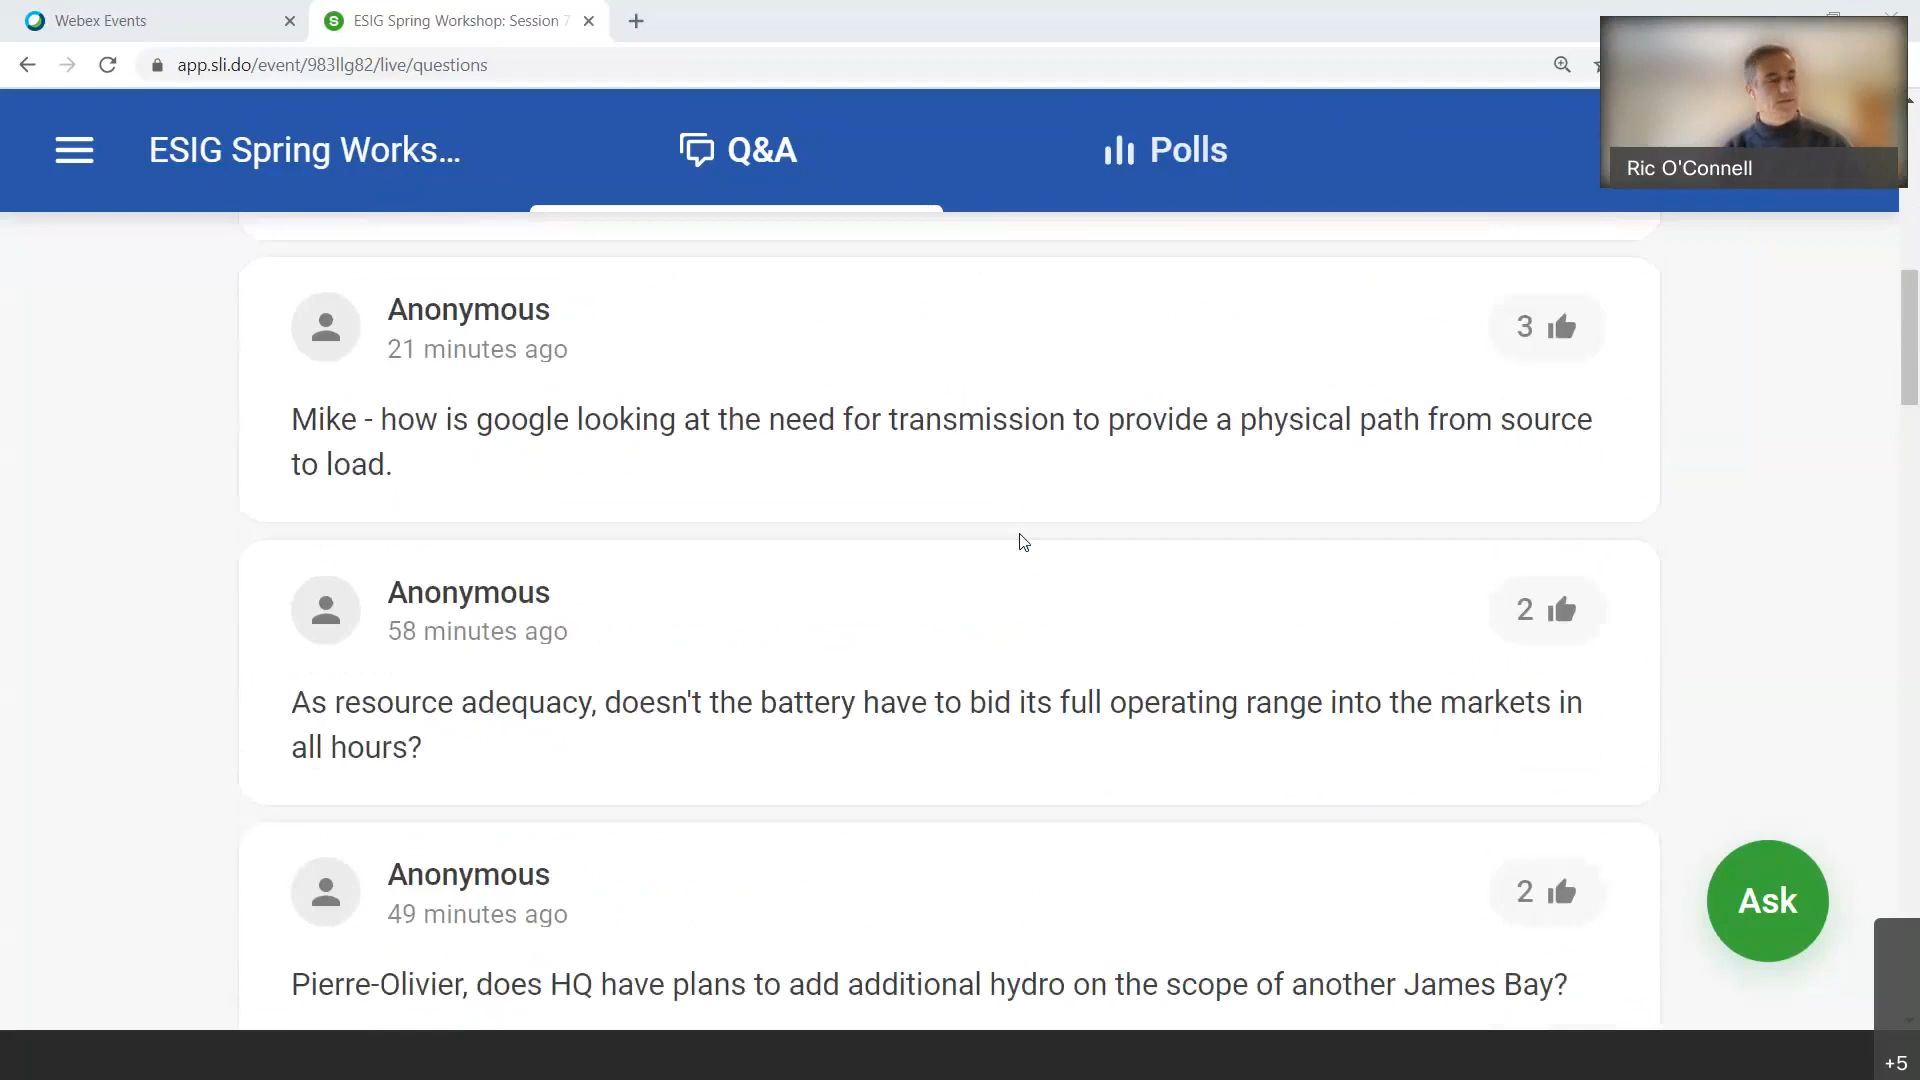 Webex Events
S ESIG Spring Workshop: Session 7
app.sli.do/event/983llg82/live/questions
ESIG Spring Works...
Q&A
Polls
Ric O'Connell
Anonymous
21 minutes ago
3
Mike - how is google looking at the need for transmission to provide a physical path from source
to load.
Anonymous
58 minutes ago
2
As resource adequacy, doesn't the battery have to bid its full operating range into the markets in
all hours?
Anonymous
49 minutes ago
2
Pierre-Olivier, does HQ have plans to add additional hydro on the scope of another James Bay?
Ask
+5